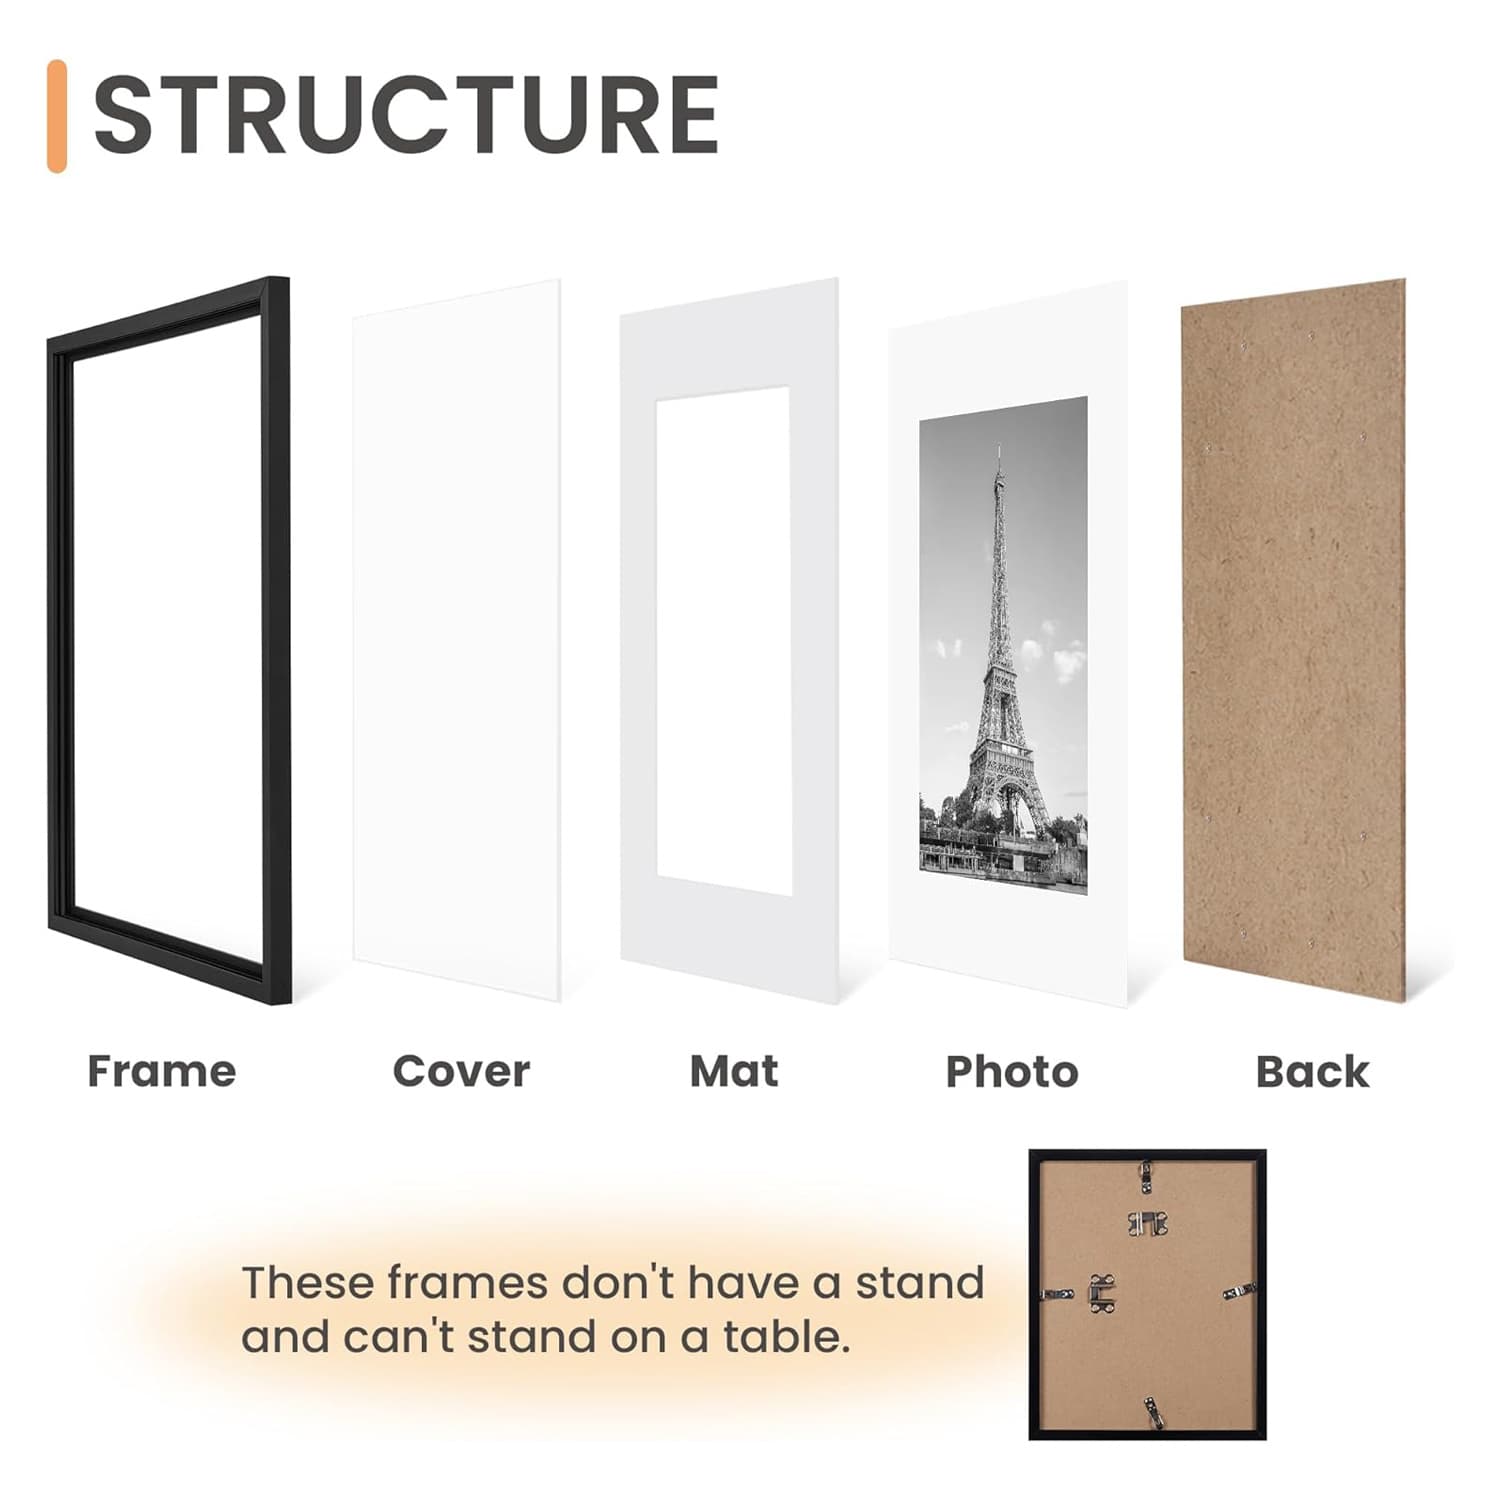 STRUCTURE
Frame
Cover
Mat
Photo
Back
These frames don't have a stand
and can't stand on a table.